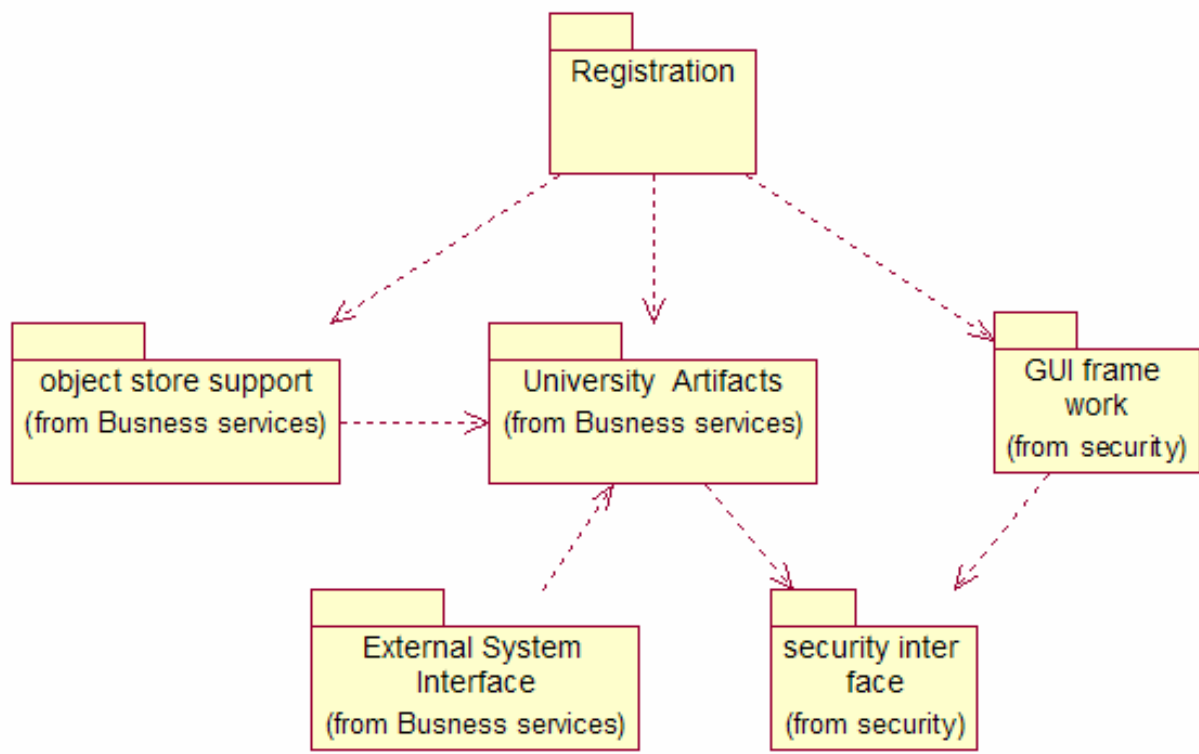 Registration
object store support
(from Busness services)
University Artifacts
(from Busness services)
GUI frame
work
(from security)
External System
Interface
(from Business services)
security inter
face
(from security)